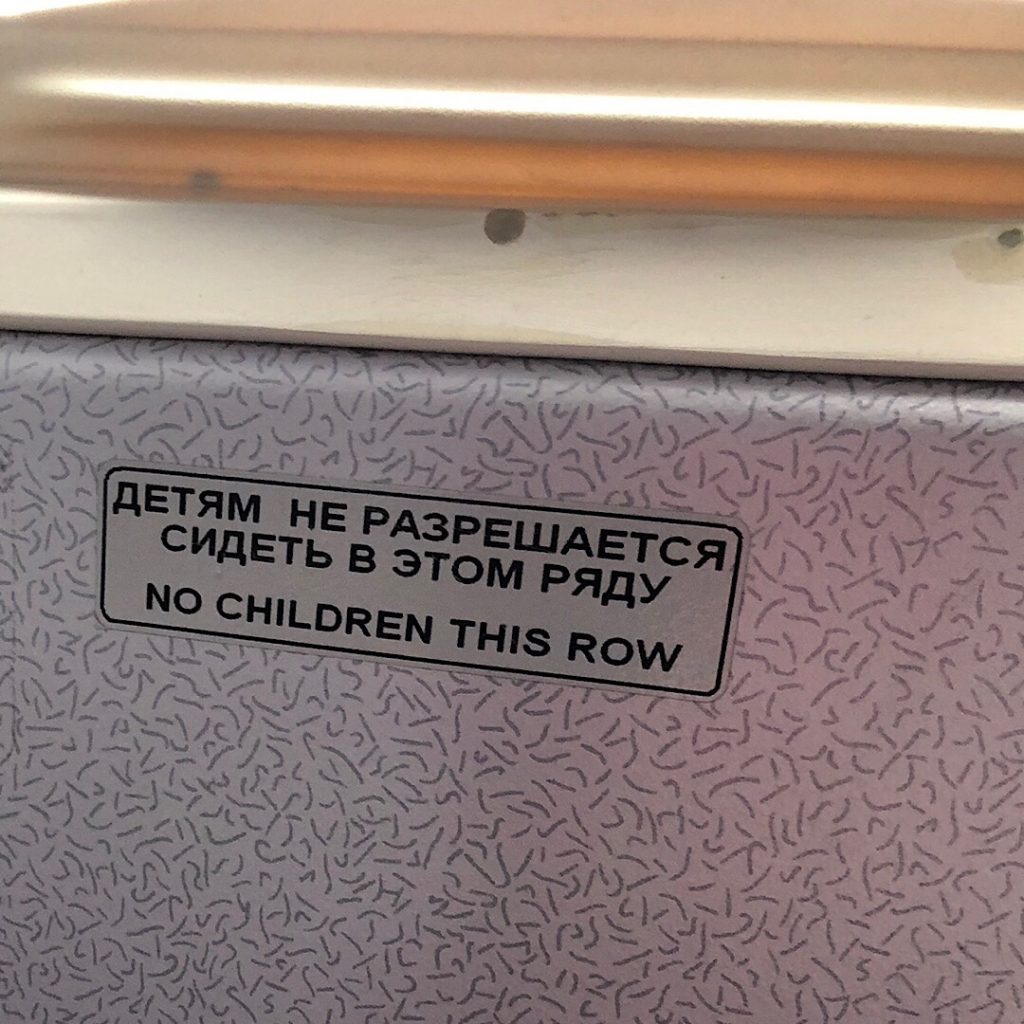 ДЕТЯМ НЕ РАЗРЕШАЕТСЯ
СИДЕТЬ В ЭТОМ РЯДУ
NO CHILDREN THIS ROW